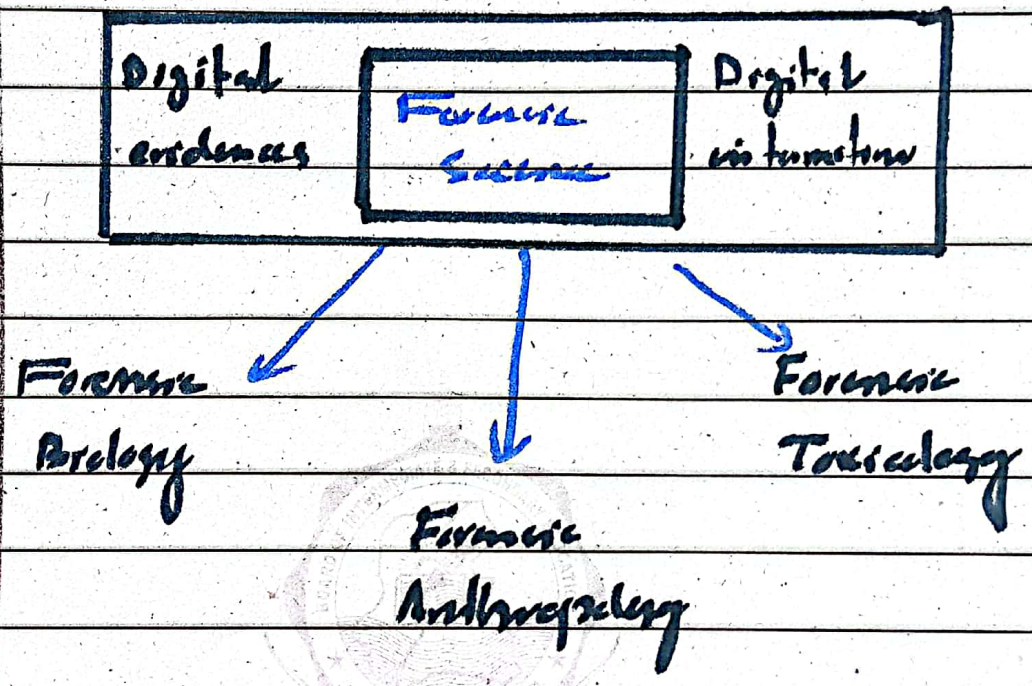 Digital
evidences
Forensic
Science
Digital
information
Forensic
Biology
Forensic
Toxicology
Forensic
Anthropology